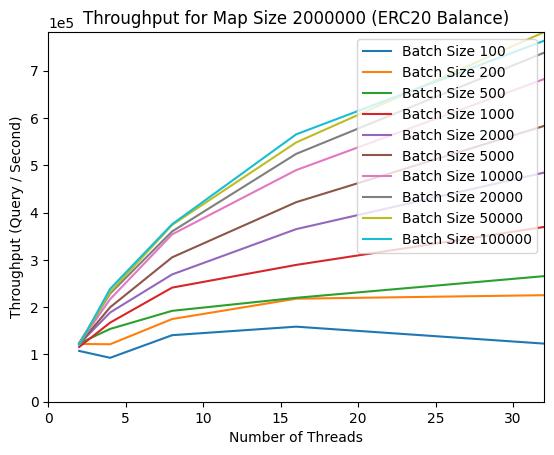 Throughput for Map Size 2000000 (ERC20 Balance)
1e5
7
6
5
4
3
2
1
0
Throughput (Query / Second)
0 5 10 15 20 25 30
Number of Threads
Batch Size 100
Batch Size 200
Batch Size 500
Batch Size 1000
Batch Size 2000
Batch Size 5000
Batch Size 10000
Batch Size 20000
Batch Size 50000
Batch Size 100000